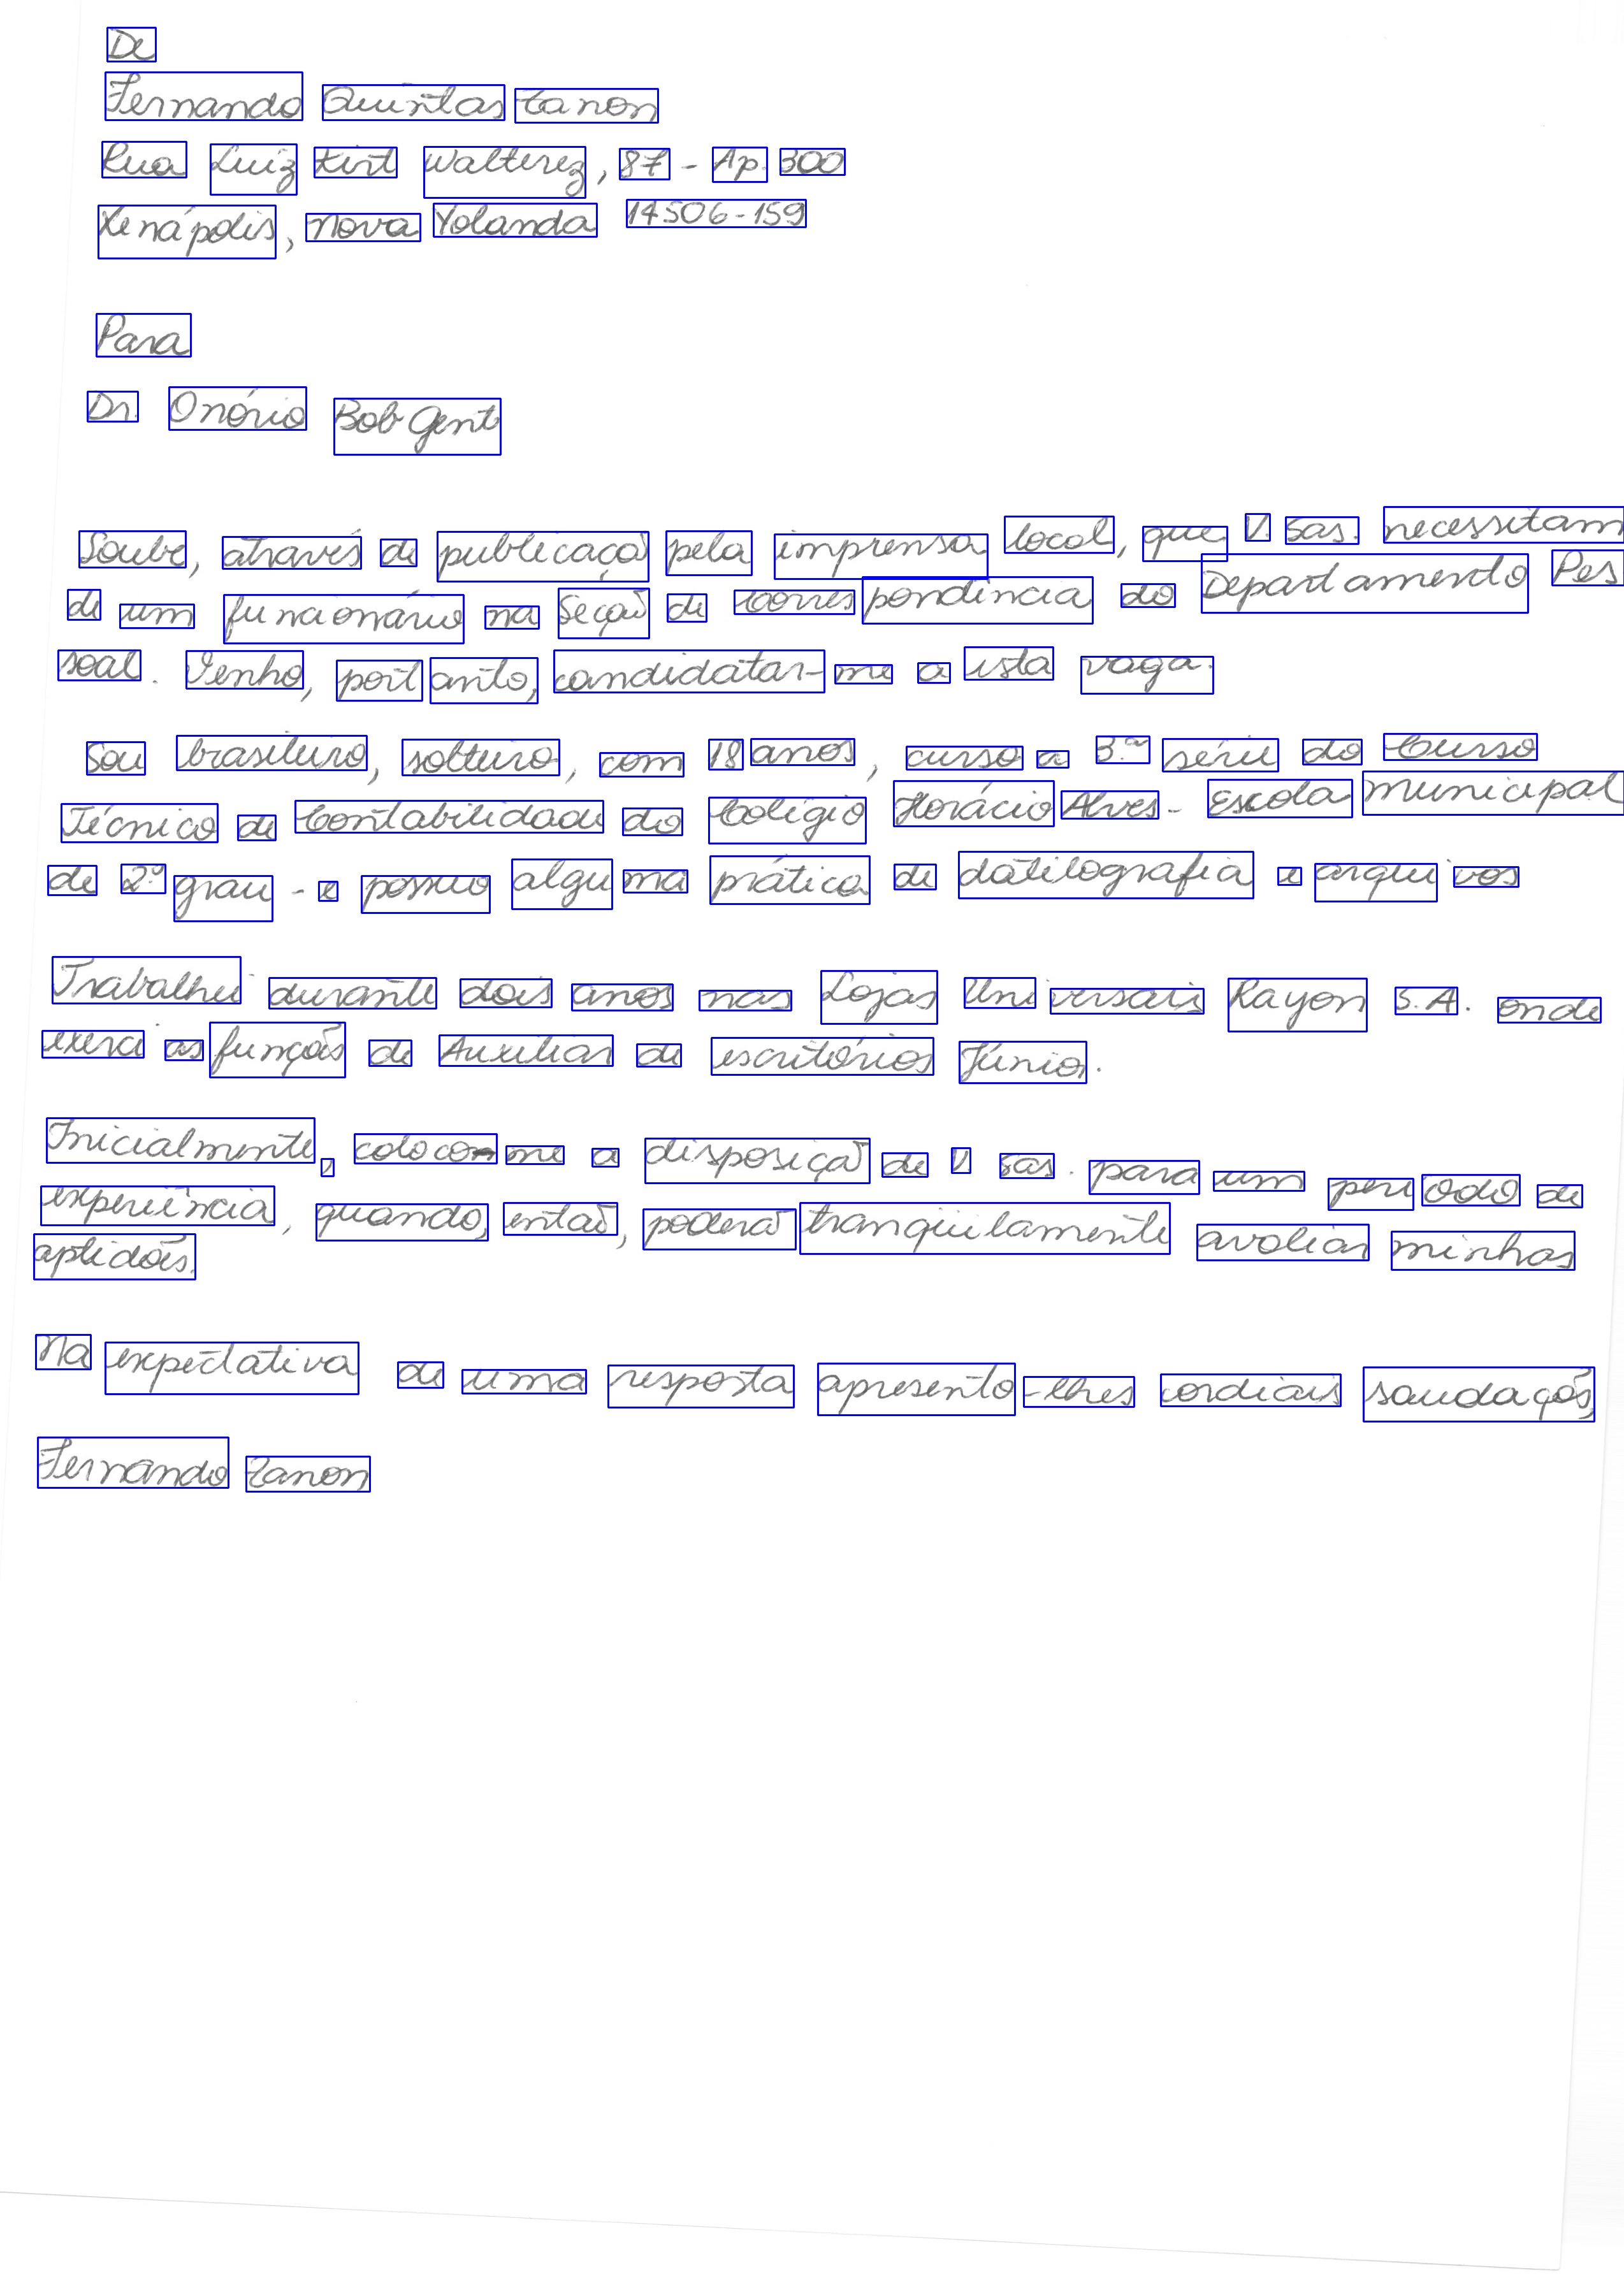 De
Fernando Quintas Zanon
Rua Luiz Kirt Walterez, 87 - Ap. 300
Xenápolis, Nova Yolanda 14506-159
Para
Dr. Onório Bob Gent
Soube, através de publicação pela imprensa local, que V. Sas. necessitam
de um funcionário na Seção de Correspondência do Departamento Pes
soal. Venho, portanto, candidatar-me a esta vaga.
Sou brasileiro, solteiro, com 18 anos, curso a 3ª série do Curso
Técnico de Contabilidade do Colégio Horácio Alves - Escola Municipal
de 2º grau - e possuo alguma prática de datilografia e arquivos
Trabalhei durante dois anos nas Lojas Universais Rayon S.A. onde
exerci as funções de Auxiliar de escritórios Júnior.
Inicialmente, coloco-me a disposição de V Sas. para um período de
experiência, quando, então, poderão tranqüilamente avaliar minhas
aptidões.
Na expectativa de uma resposta apresento-lhes cordiais saudações,
Fernando Zanon